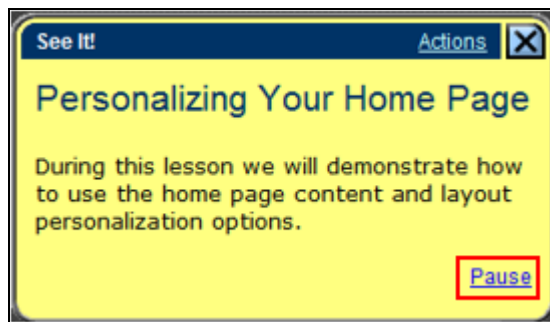 See It! Actions X
Personalizing Your Home Page
During this lesson we will demonstrate how
to use the home page content and layout
personalization options.
Pause